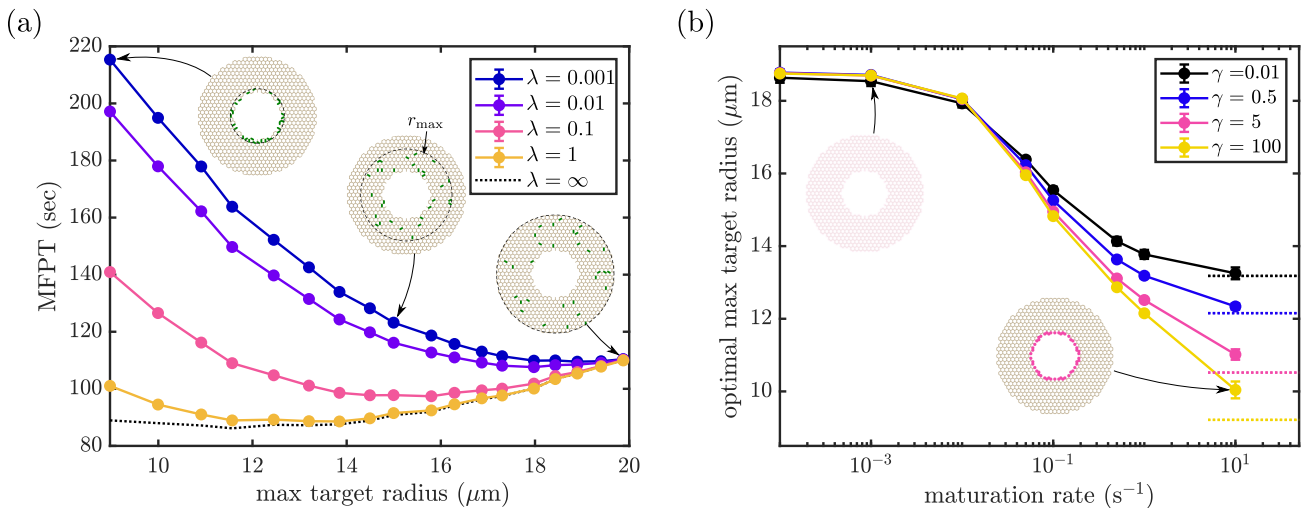 (a)
220
200
180
160
140
120
100
80
MFPT (sec)
10
12
14
16
18
20
max target radius (μm)
r_max
λ = 0.001
λ = 0.01
λ = 0.1
λ = 1
λ = ∞
(b)
18
16
14
12
10
optimal max target radius (μm)
10⁻³
10⁻¹
10¹
maturation rate (s⁻¹)
γ =0.01
γ = 0.5
γ = 5
γ = 100